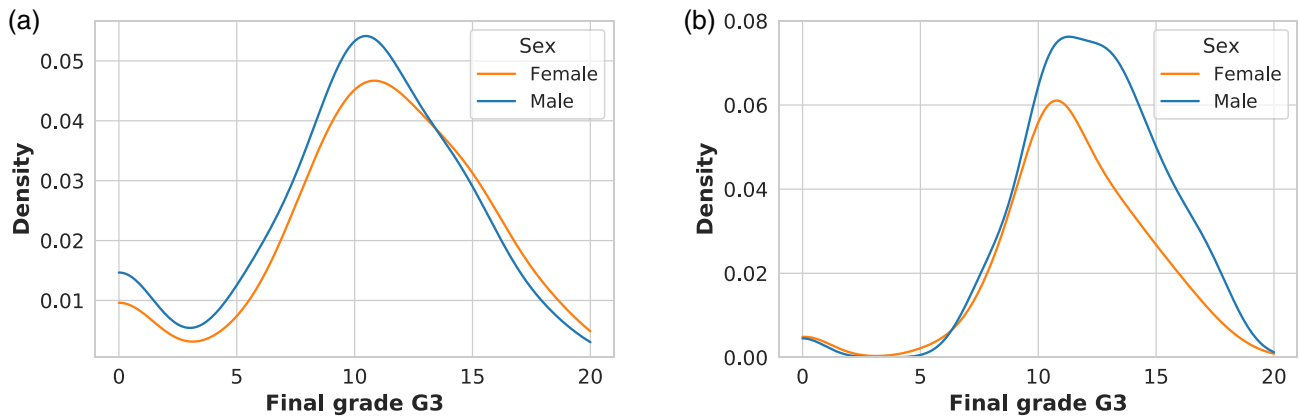 (a)
Sex
Female
Male
0.05
0.04
0.03
0.02
0.01
Density
0 5 10 15 20
Final grade G3
(b)
Sex
Female
Male
0.08
0.06
0.04
0.02
0.00
Density
0 5 10 15 20
Final grade G3